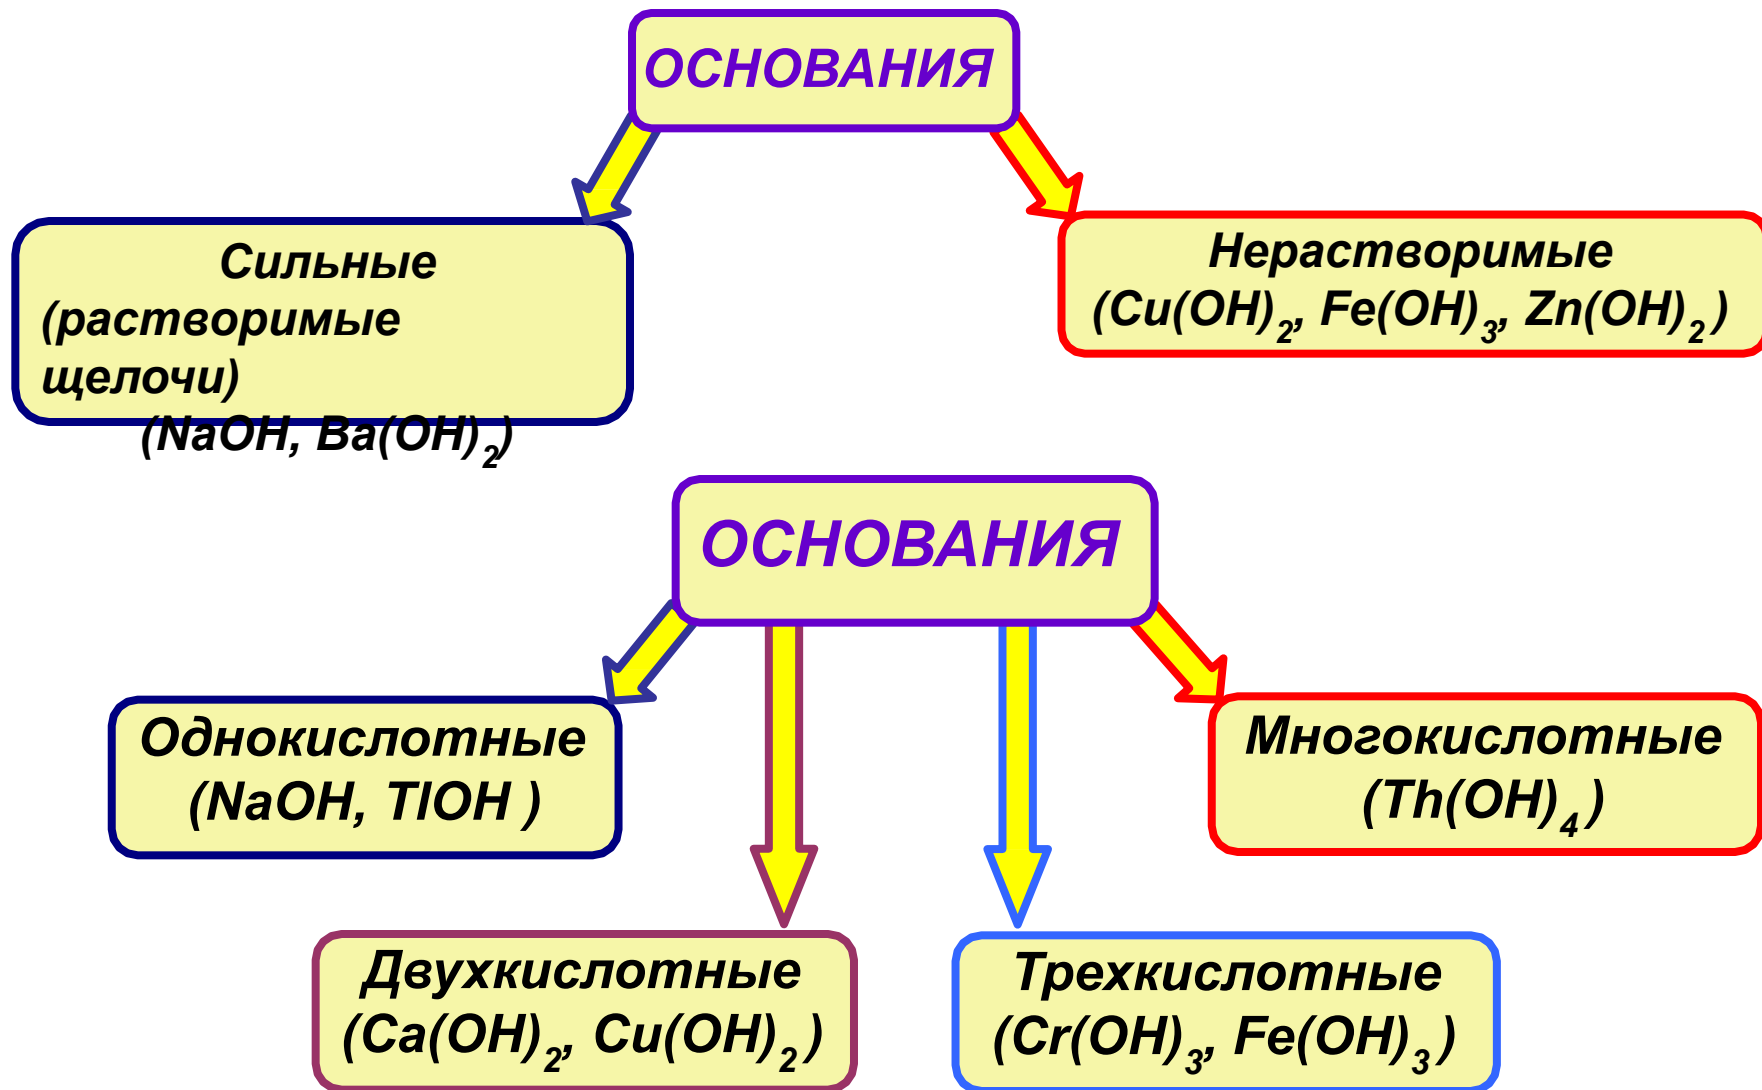 ОСНОВАНИЯ
Сильные
(растворимые
щелочи)
(NaOH, Ba(OH)₂)
Нерастворимые
(Cu(OH)₂, Fe(OH)₃, Zn(OH)₂ )
ОСНОВАНИЯ
Однокислотные
(NaOH, TlOH )
Многокислотные
(Th(OH)₄ )
Двухкислотные
(Ca(OH)₂, Cu(OH)₂ )
Трехкислотные
(Cr(OH)₃, Fe(OH)₃ )